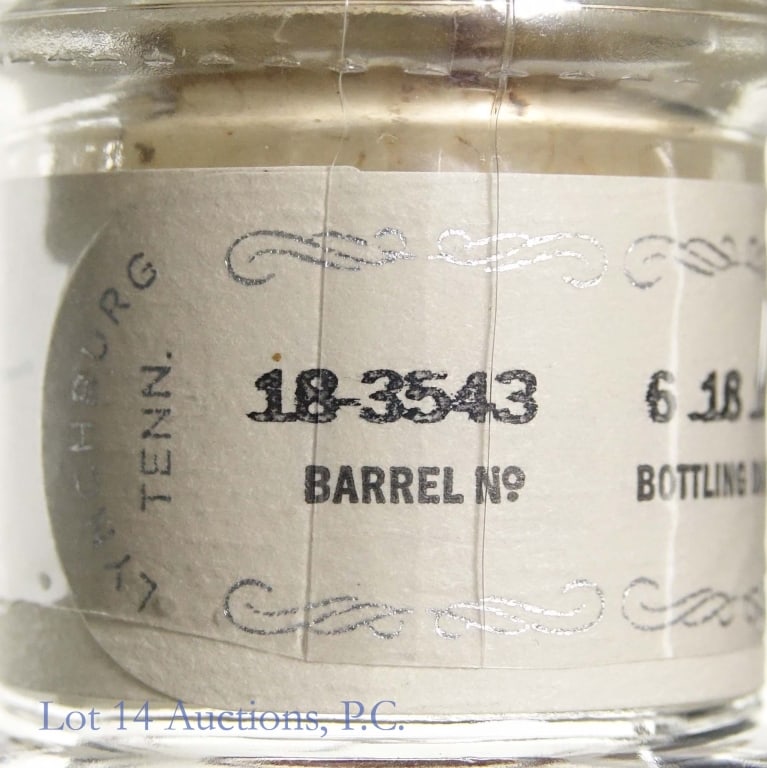 LYNCHBURG
TENN.
18-3543
BARREL Nº
6 18
BOTTLING
Lot 14 Auctions, P.C.